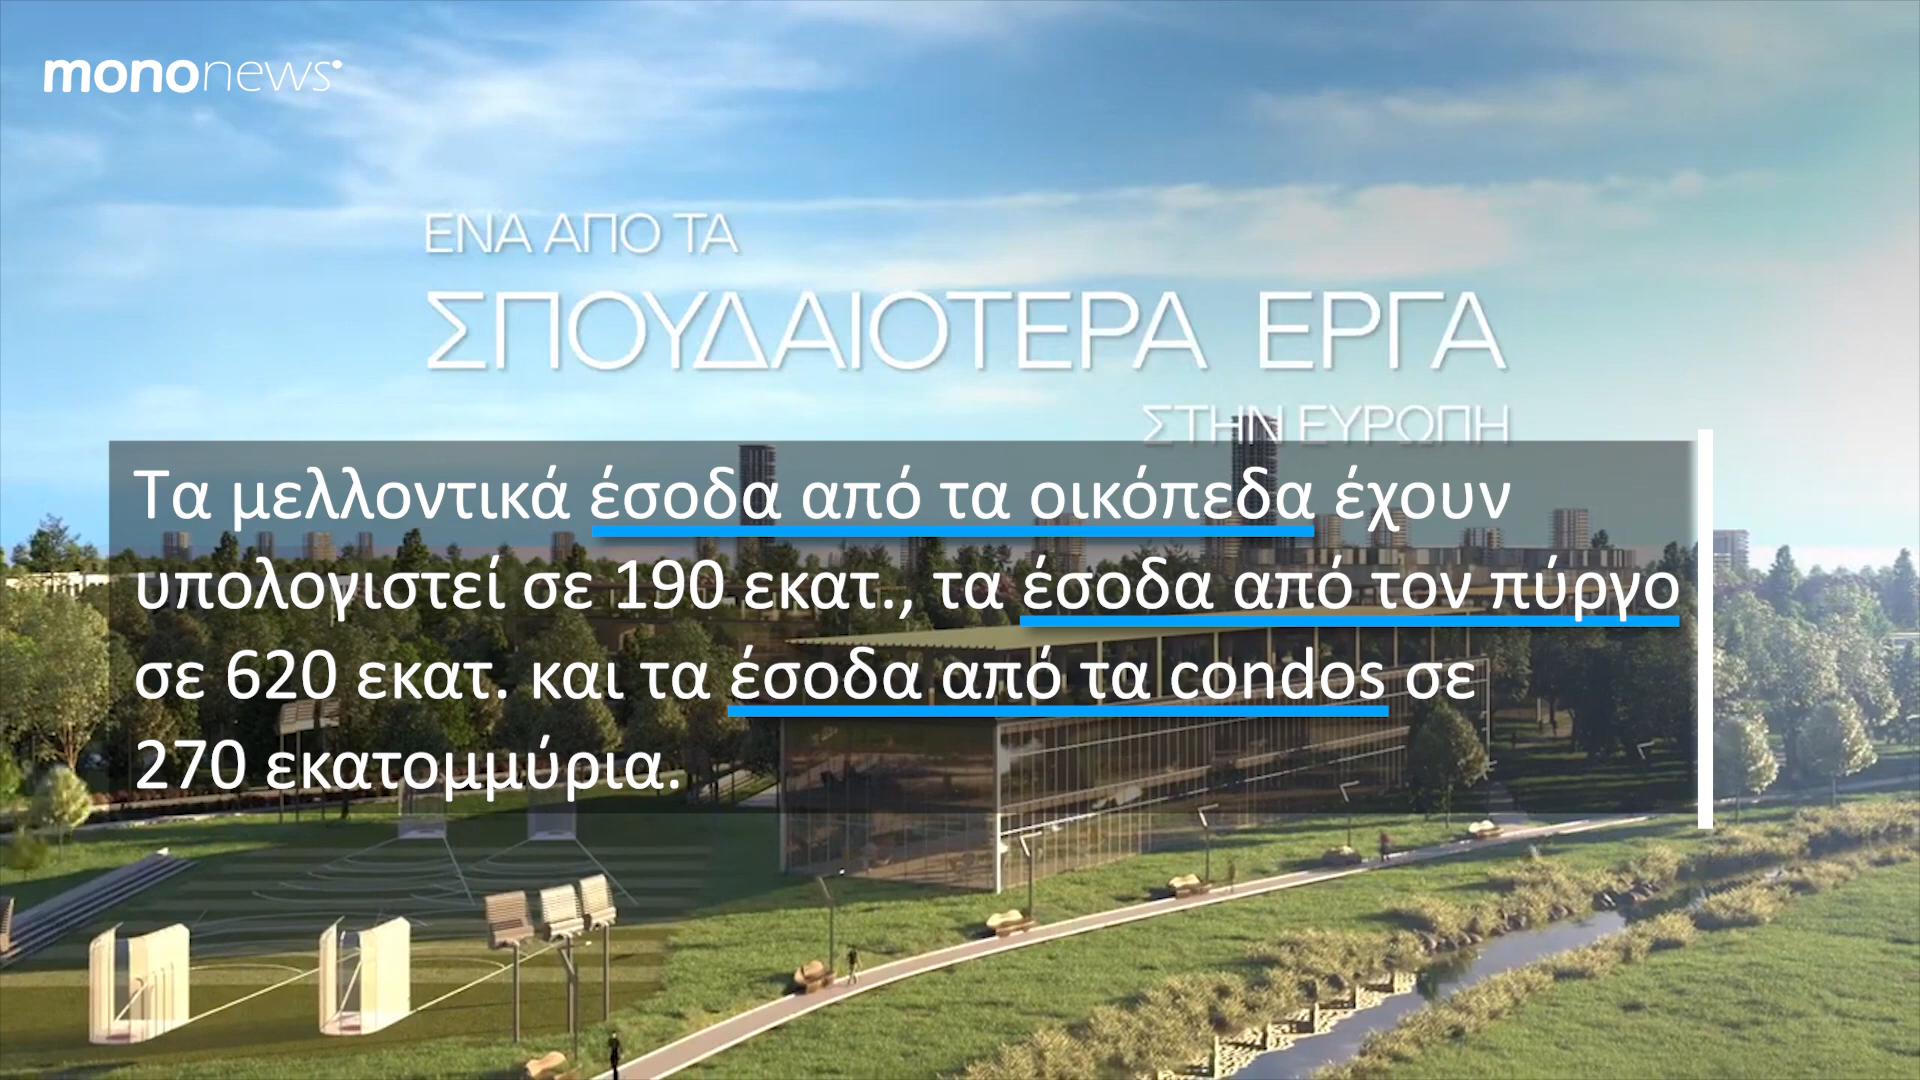 mononews
ΕΝΑ ΑΠΟ ΤΑ
ΣΠΟΥΔΑΙΟΤΕΡΑ ΕΡΓΑ
ΣΤΗΝ ΕΥΡΩΠΗ
Τα μελλοντικά έσοδα από τα οικόπεδα έχουν
υπολογιστεί σε 190 εκατ., τα έσοδα από τον πύργο
σε 620 εκατ. και τα έσοδα από τα condos σε
270 εκατομμύρια.